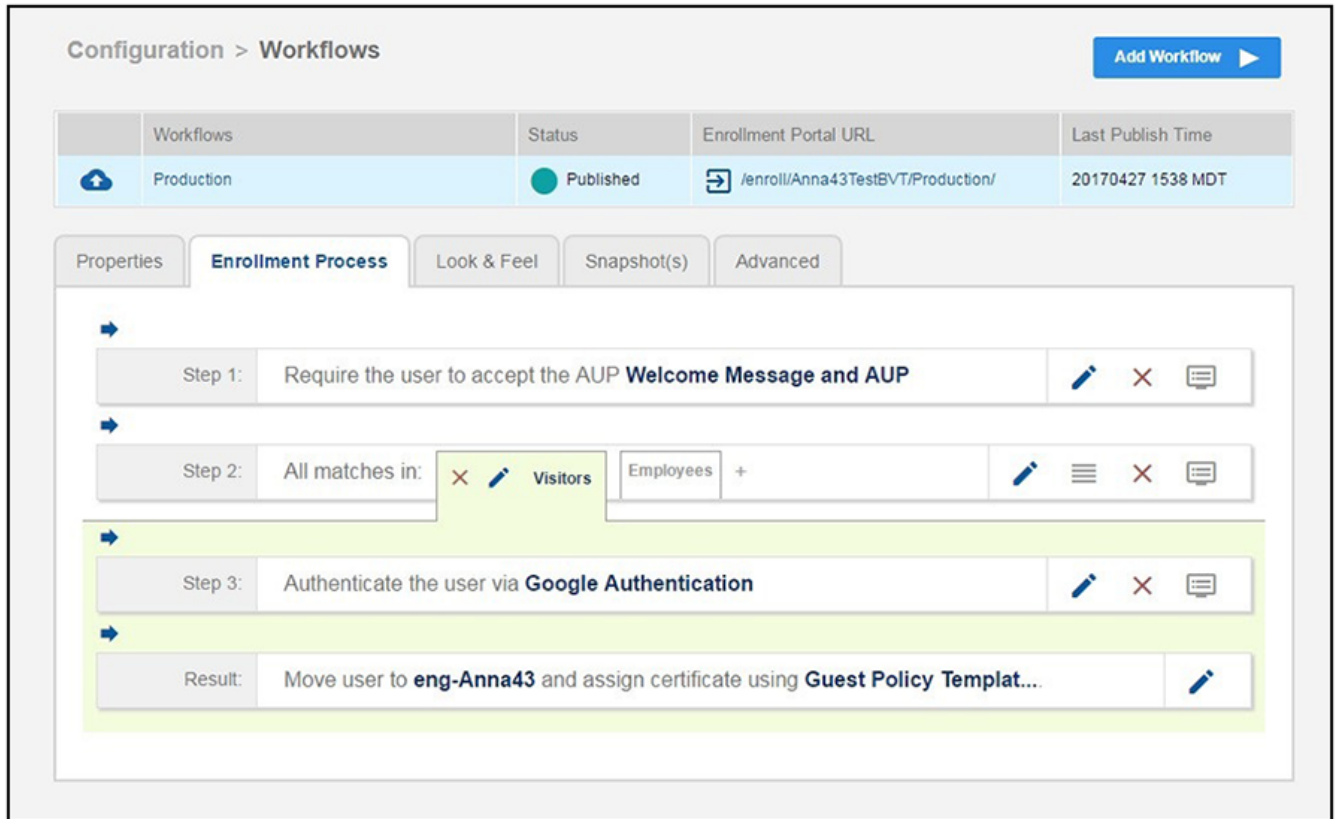 Configuration > Workflows
Add Workflow
Workflows Status Enrollment Portal URL Last Publish Time
Production Published /enroll/Anna43TestBVT/Production/ 20170427 1538 MDT
Properties Enrollment Process Look & Feel Snapshot(s) Advanced
Step 1: Require the user to accept the AUP Welcome Message and AUP
Step 2: All matches in: Visitors Employees +
Step 3: Authenticate the user via Google Authentication
Result: Move user to eng-Anna43 and assign certificate using Guest Policy Templat....